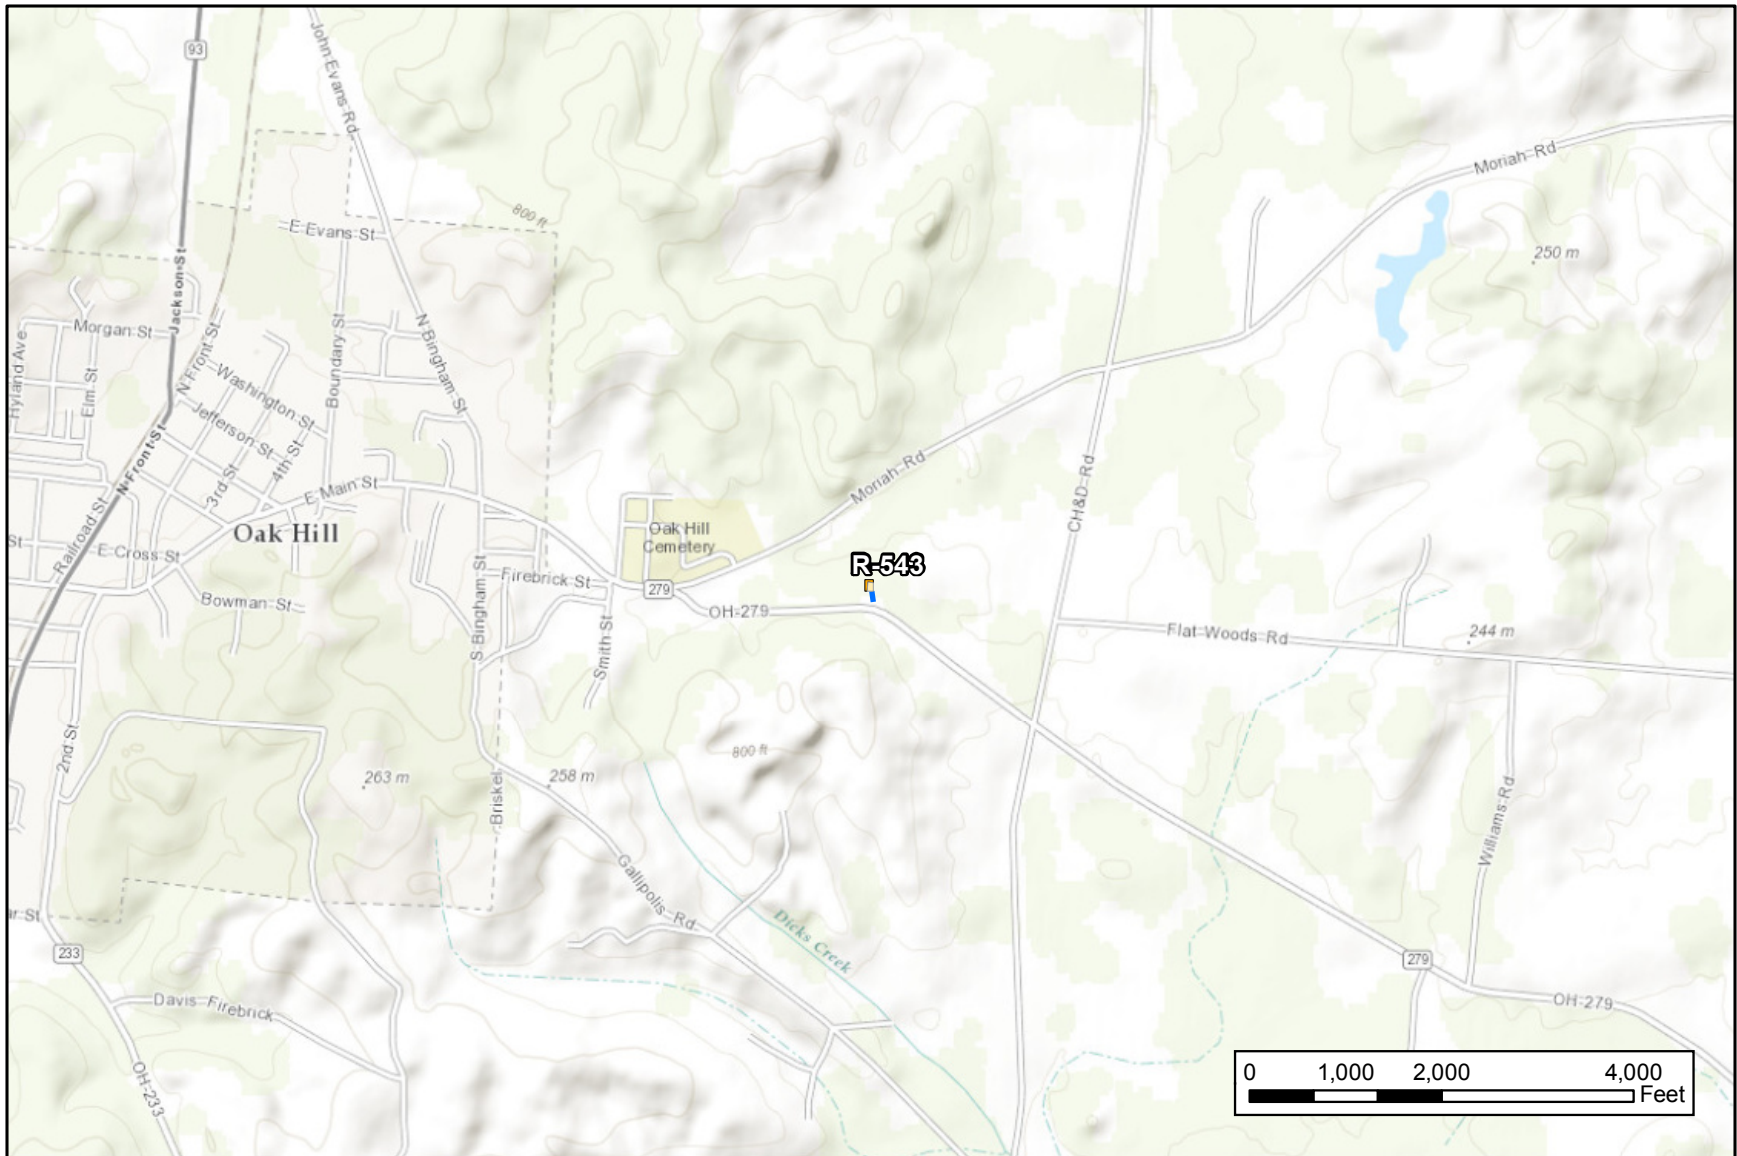 93
John Evans Rd
Moriah Rd
800 ft
E Evans St
250 m
Jackson St
Morgan St
N Front St
Boundary St
N Bingham St
Hyland Ave
Elm St
Washington St
Jefferson St
4th St
3rd St
N Front St
E Main St
Moriah Rd
CH&D Rd
Railroad St
Oak Hill
Oak Hill
Cemetery
St
E Cross St
R-543
Firebrick St
279
OH-279
Bowman St
S Bingham St
Smith St
Flat Woods Rd
244 m
2nd St
800 ft
263 m
258 m
Briskel
Williams Rd
Gallipolis Rd
ar St
Dicks Creek
233
279
OH-279
Davis Firebrick
OH-233
0 1,000 2,000 4,000
Feet